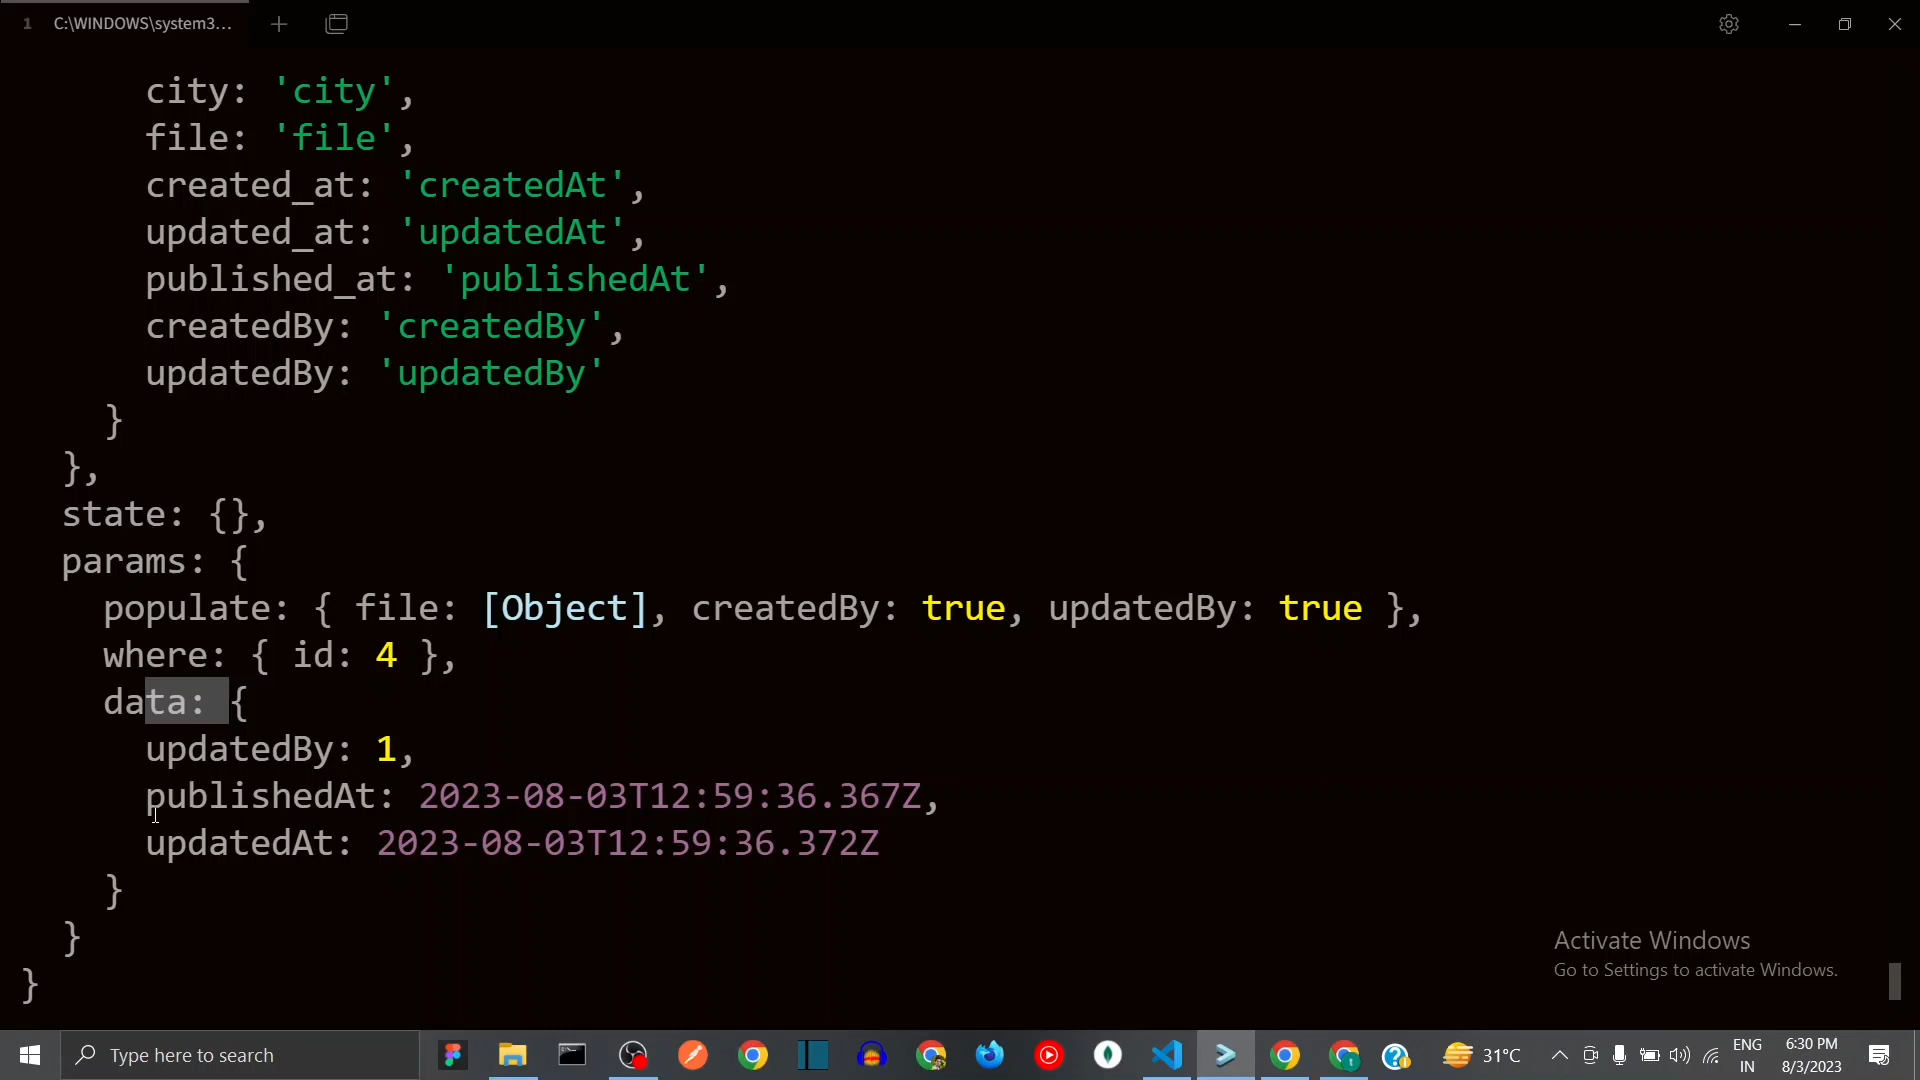 1 C:\WINDOWS\system3...
city: 'city',
file: 'file',
created_at: 'createdAt',
updated_at: 'updatedAt',
published_at: 'publishedAt',
createdBy: 'createdBy',
updatedBy: 'updatedBy'
}
},
state: {},
params: {
populate: { file: [Object], createdBy: true, updatedBy: true },
where: { id: 4 },
data: {
updatedBy: 1,
publishedAt: 2023-08-03T12:59:36.367Z,
updatedAt: 2023-08-03T12:59:36.372Z
}
}
}
Activate Windows
Go to Settings to activate Windows.
Type here to search
31°C
ENG
IN
6:30 PM
8/3/2023